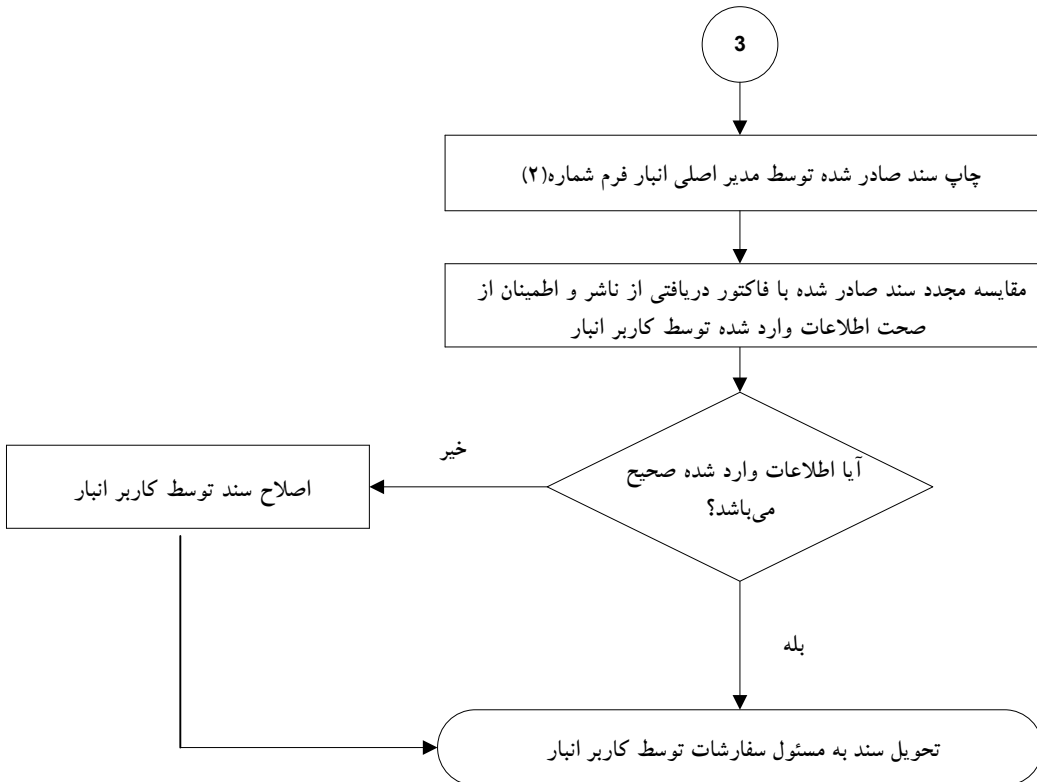 3
چاپ سند صادر شده توسط مدیر اصلی انبار فرم شماره(۲)
مقایسه مجدد سند صادر شده با فاکتور دریافتی از ناشر و اطمینان از
صحت اطلاعات وارد شده توسط کاربر انبار
آیا اطلاعات وارد شده صحیح
می‌باشد؟
خیر
اصلاح سند توسط کاربر انبار
بله
تحویل سند به مسئول سفارشات توسط کاربر انبار